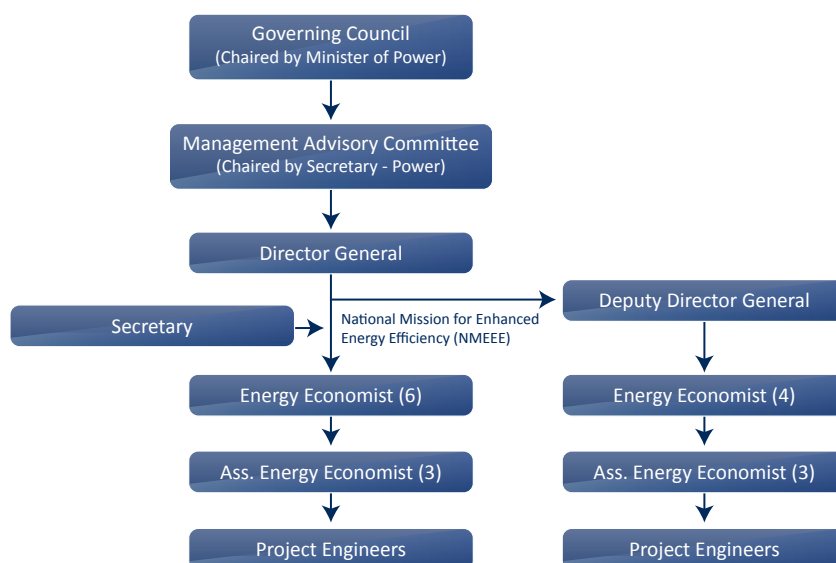 Governing Council
(Chaired by Minister of Power)
Management Advisory Committee
(Chaired by Secretary - Power)
Director General
Deputy Director General
Secretary
National Mission for Enhanced
Energy Efficiency (NMEEE)
Energy Economist (6)
Energy Economist (4)
Ass. Energy Economist (3)
Ass. Energy Economist (3)
Project Engineers
Project Engineers